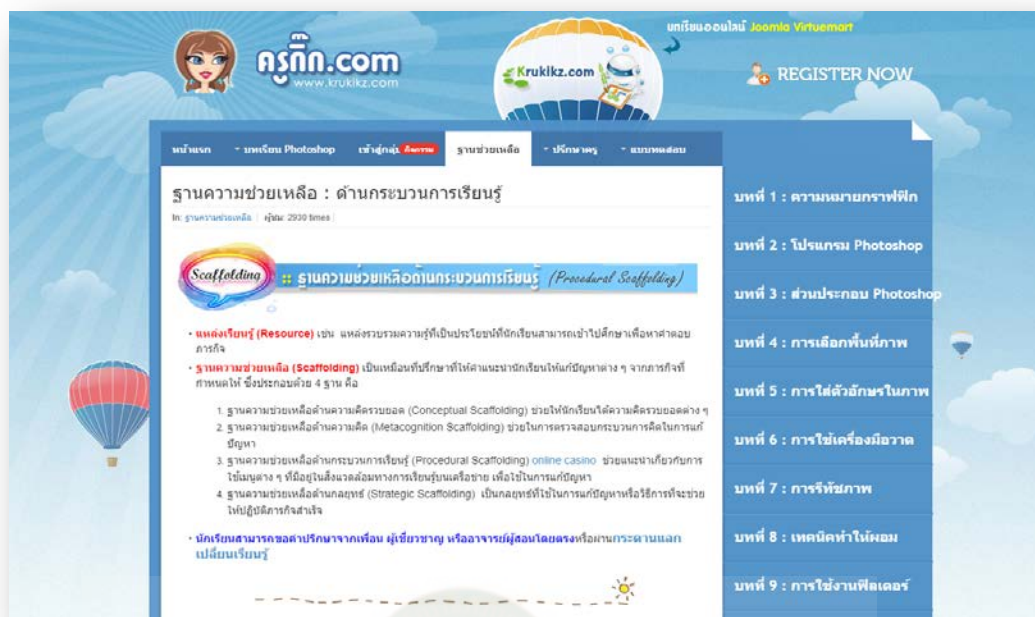 ครูกิ๊ก.com
www.krukikz.com
Krukikz.com
บทเรียนออนไลน์ Joomla Virtuemart
REGISTER NOW
หน้าแรก บทเรียน Photoshop เข้าสู่กลุ่ม กิจกรรม ฐานช่วยเหลือ ปรึกษาครู แบบทดสอบ
ฐานความช่วยเหลือ : ด้านกระบวนการเรียนรู้
In: ฐานความช่วยเหลือ ผู้ชม: 2930 times
Scaffolding :: ฐานความช่วยเหลือด้านกระบวนการเรียนรู้ (Procedural Scaffolding)
• แหล่งเรียนรู้ (Resource) เช่น แหล่งรวบรวมความรู้ที่เป็นประโยชน์ที่นักเรียนสามารถเข้าไปศึกษาเพื่อหาคำตอบ
ภารกิจ
• ฐานความช่วยเหลือ (Scaffolding) เป็นเหมือนที่ปรึกษาที่ให้คำแนะนำนักเรียนให้แก้ปัญหาต่าง ๆ จากภารกิจที่
กำหนดให้ ซึ่งประกอบด้วย 4 ฐาน คือ
1. ฐานความช่วยเหลือด้านความคิดรวบยอด (Conceptual Scaffolding) ช่วยให้นักเรียนได้ความคิดรวบยอดต่าง ๆ
2. ฐานความช่วยเหลือด้านความคิด (Metacognition Scaffolding) ช่วยในการตรวจสอบกระบวนการคิดในการแก้
ปัญหา
3. ฐานความช่วยเหลือด้านกระบวนการเรียนรู้ (Procedural Scaffolding) online casino ช่วยแนะนำเกี่ยวกับการ
ใช้เมนูต่าง ๆ ที่มีอยู่ในสิ่งแวดล้อมทางการเรียนรู้บนเครือข่าย เพื่อใช้ในการแก้ปัญหา
4. ฐานความช่วยเหลือด้านกลยุทธ์ (Strategic Scaffolding) เป็นกลยุทธ์ที่ใช้ในการแก้ปัญหาหรือวิธีการที่จะช่วย
ให้ปฏิบัติภารกิจสำเร็จ
• นักเรียนสามารถขอคำปรึกษาจากเพื่อน ผู้เชี่ยวชาญ หรืออาจารย์ผู้สอนโดยตรงหรือผ่านกระดานแลก
เปลี่ยนเรียนรู้
บทที่ 1 : ความหมายกราฟฟิก
บทที่ 2 : โปรแกรม Photoshop
บทที่ 3 : ส่วนประกอบ Photoshop
บทที่ 4 : การเลือกพื้นที่ภาพ
บทที่ 5 : การใส่ตัวอักษรในภาพ
บทที่ 6 : การใช้เครื่องมือวาด
บทที่ 7 : การรีทัชภาพ
บทที่ 8 : เทคนิคทำให้ผอม
บทที่ 9 : การใช้งานฟิลเตอร์